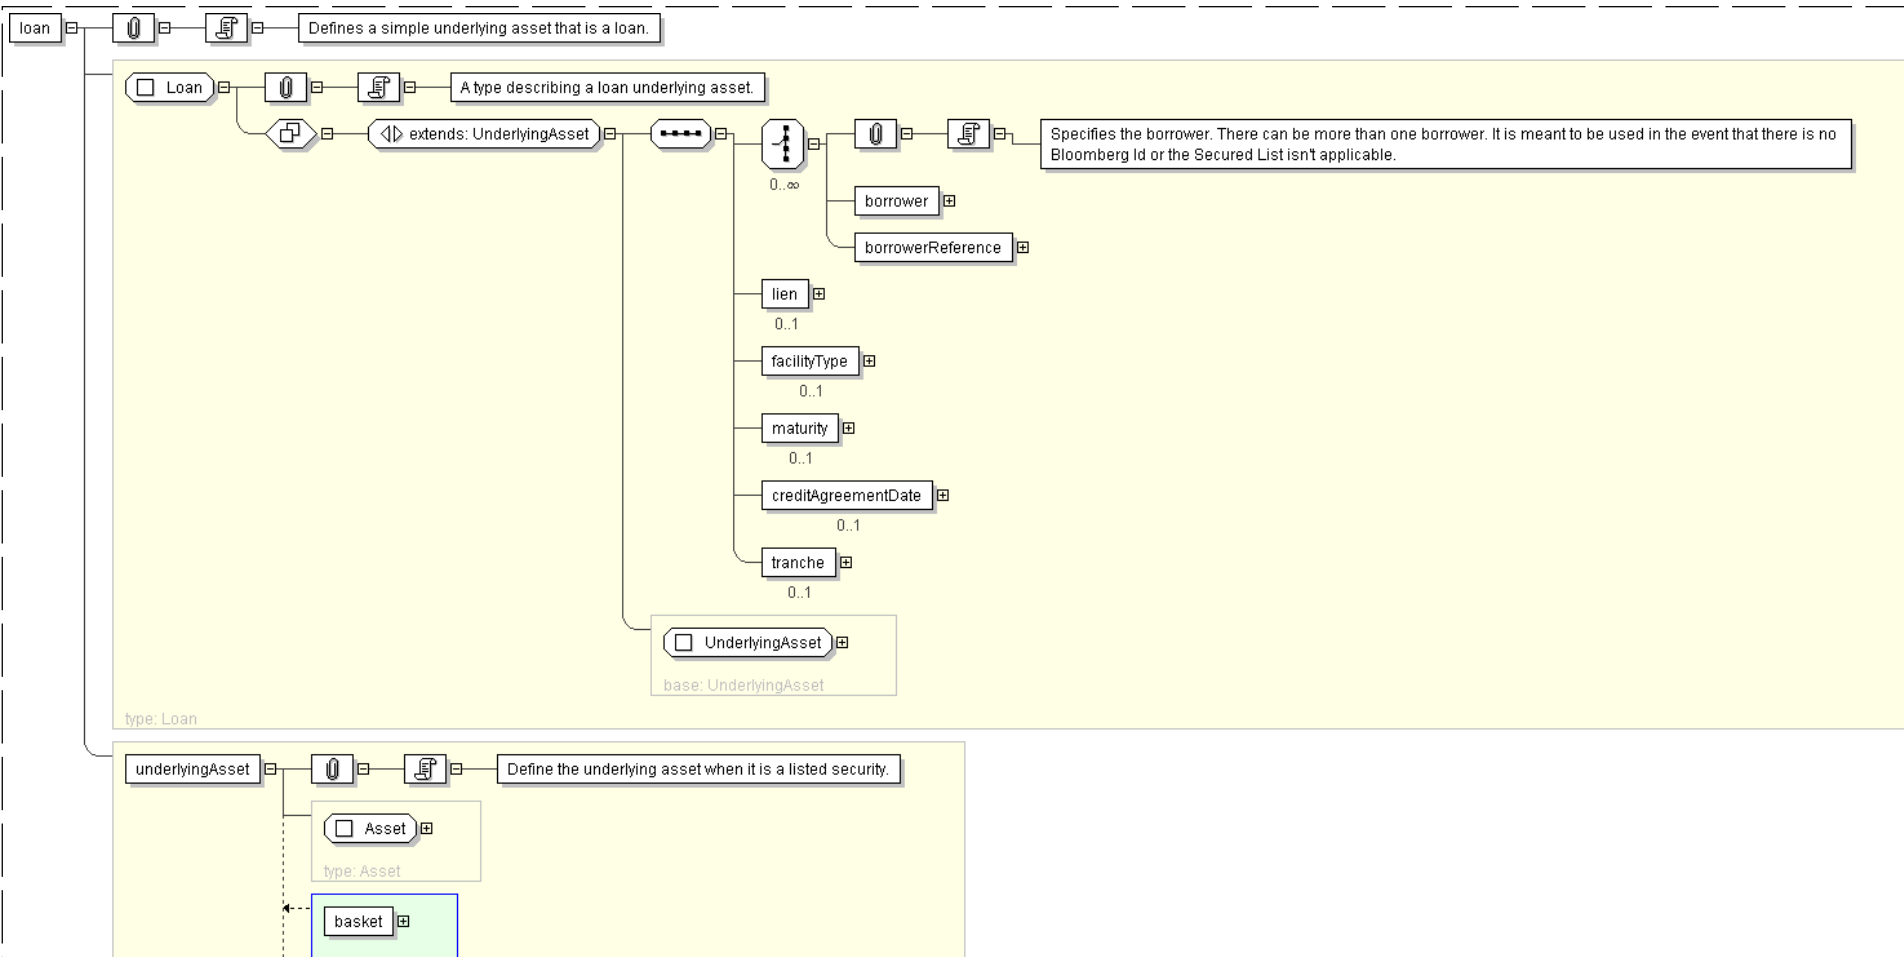 loan
Defines a simple underlying asset that is a loan.
Loan
A type describing a loan underlying asset.
extends: UnderlyingAsset
Specifies the borrower. There can be more than one borrower. It is meant to be used in the event that there is no
Bloomberg Id or the Secured List isn't applicable.
0..∞
borrower
borrowerReference
lien
0..1
facilityType
0..1
maturity
0..1
creditAgreementDate
0..1
tranche
0..1
UnderlyingAsset
base: UnderlyingAsset
type: Loan
underlyingAsset
Define the underlying asset when it is a listed security.
Asset
type: Asset
basket